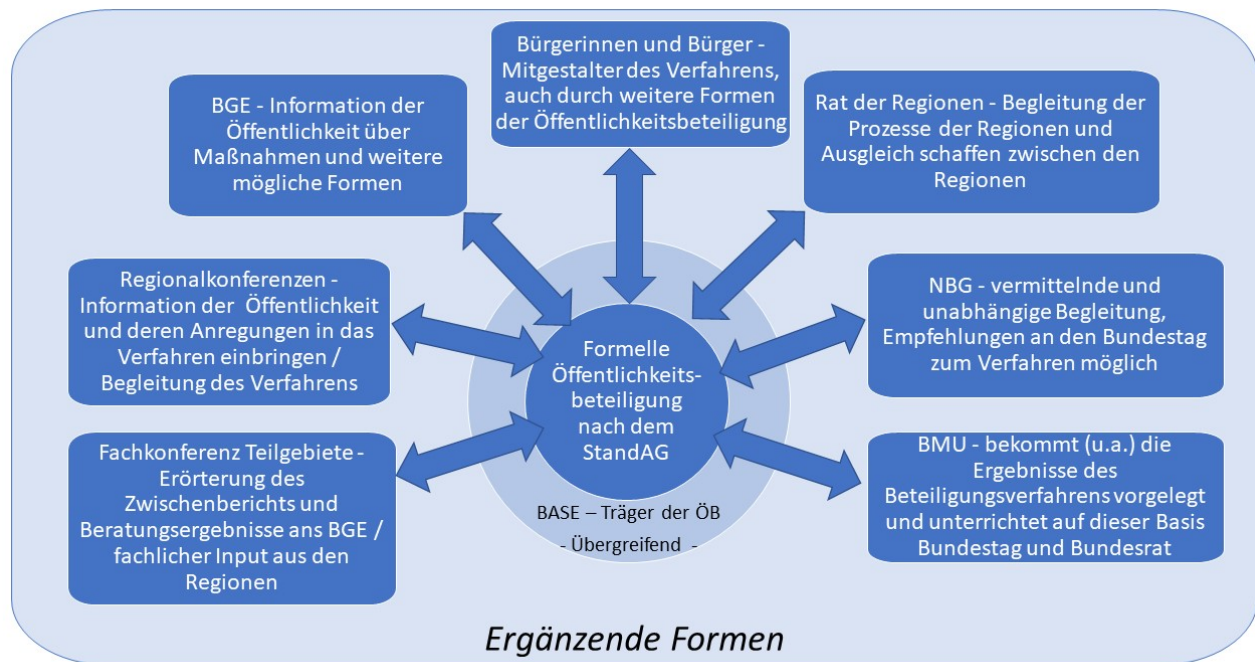 Bürgerinnen und Bürger -
Mitgestalter des Verfahrens,
auch durch weitere Formen
der Öffentlichkeitsbeteiligung
BGE - Information der
Öffentlichkeit über
Maßnahmen und weitere
mögliche Formen
Rat der Regionen - Begleitung der
Prozesse der Regionen und
Ausgleich schaffen zwischen den
Regionen
Regionalkonferenzen -
Information der Öffentlichkeit
und deren Anregungen in das
Verfahren einbringen /
Begleitung des Verfahrens
NBG - vermittelnde und
unabhängige Begleitung,
Empfehlungen an den Bundestag
zum Verfahren möglich
Formelle
Öffentlichkeits-
beteiligung
nach dem
StandAG
Fachkonferenz Teilgebiete -
Erörterung des
Zwischenberichts und
Beratungsergebnisse ans BGE /
fachlicher Input aus den
Regionen
BMU - bekommt (u.a.) die
Ergebnisse des
Beteiligungsverfahrens vorgelegt
und unterrichtet auf dieser Basis
Bundestag und Bundesrat
BASE – Träger der ÖB
- Übergreifend -
Ergänzende Formen